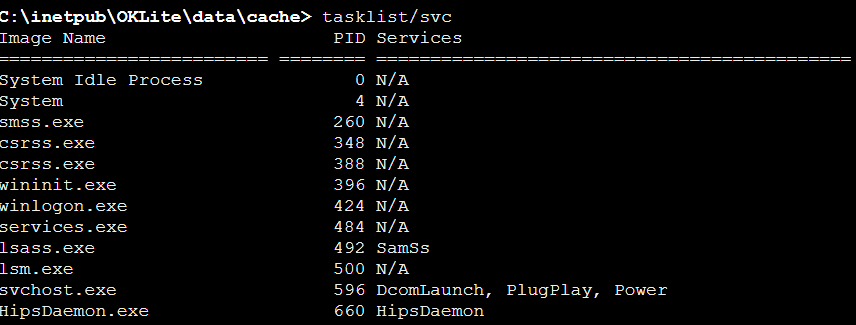 C:\inetpub\OKLite\data\cache> tasklist/svc
Image Name                     PID Services
========================= ======== ============================================
System Idle Process              0 N/A
System                           4 N/A
smss.exe                       260 N/A
csrss.exe                      348 N/A
csrss.exe                      388 N/A
wininit.exe                    396 N/A
winlogon.exe                   424 N/A
services.exe                   484 N/A
lsass.exe                      492 SamSs
lsm.exe                        500 N/A
svchost.exe                    596 DcomLaunch, PlugPlay, Power
HipsDaemon.exe                 660 HipsDaemon